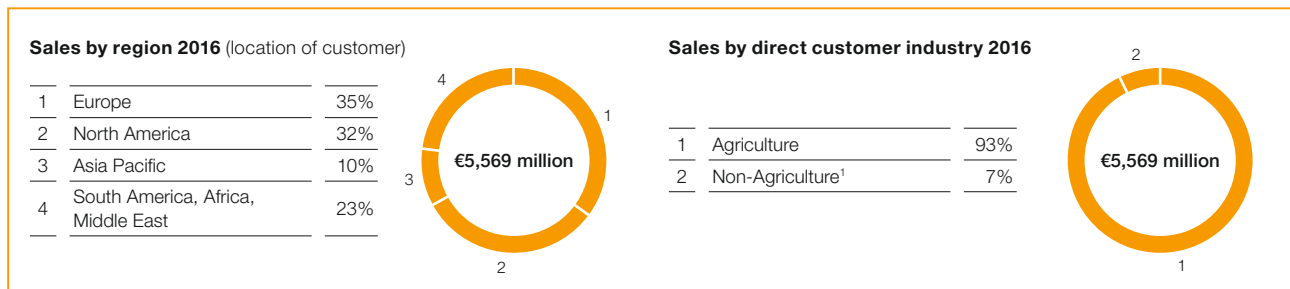 Sales by region 2016 (location of customer)
1 Europe 35%
2 North America 32%
3 Asia Pacific 10%
4 South America, Africa, Middle East 23%
4
1
€5,569 million
3
2
Sales by direct customer industry 2016
1 Agriculture 93%
2 Non-Agriculture¹ 7%
2
€5,569 million
1